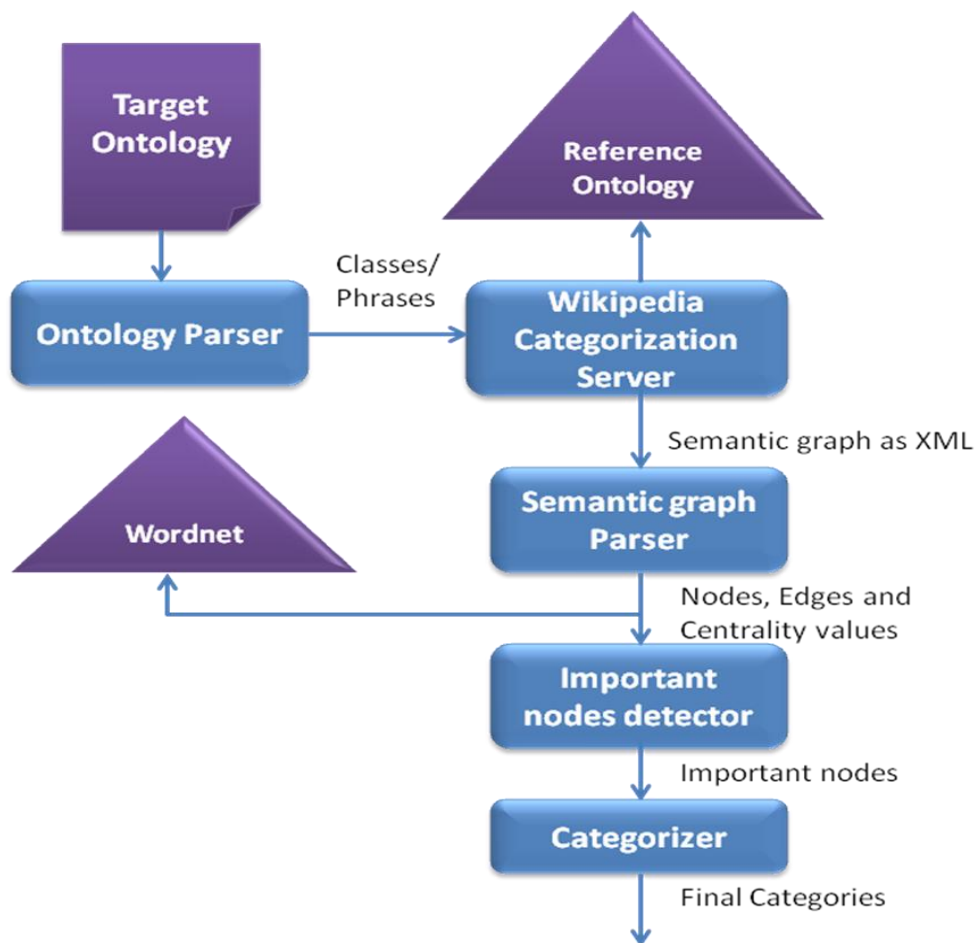 Target
Ontology
Reference
Ontology
Classes/
Phrases
Ontology Parser
Wikipedia
Categorization
Server
Semantic graph as XML
Semantic graph
Parser
Wordnet
Nodes, Edges and
Centrality values
Important
nodes detector
Important nodes
Categorizer
Final Categories